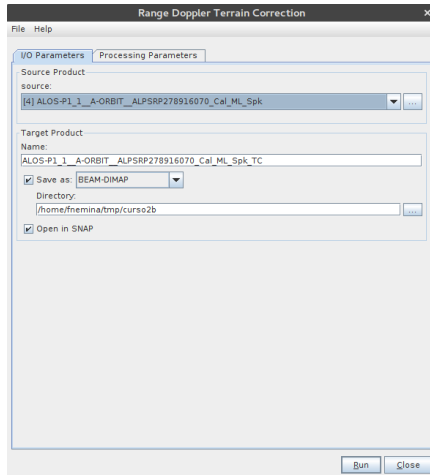 Range Doppler Terrain Correction
File Help
I/O Parameters Processing Parameters
Source Product
source:
[4] ALOS-P1_1__A-ORBIT__ALPSRP278916070_Cal_ML_Spk
...
Target Product
Name:
ALOS-P1_1__A-ORBIT__ALPSRP278916070_Cal_ML_Spk_TC
Save as: BEAM-DIMAP
Directory:
/home/fnemina/tmp/curso2b
...
Open in SNAP
Run Close